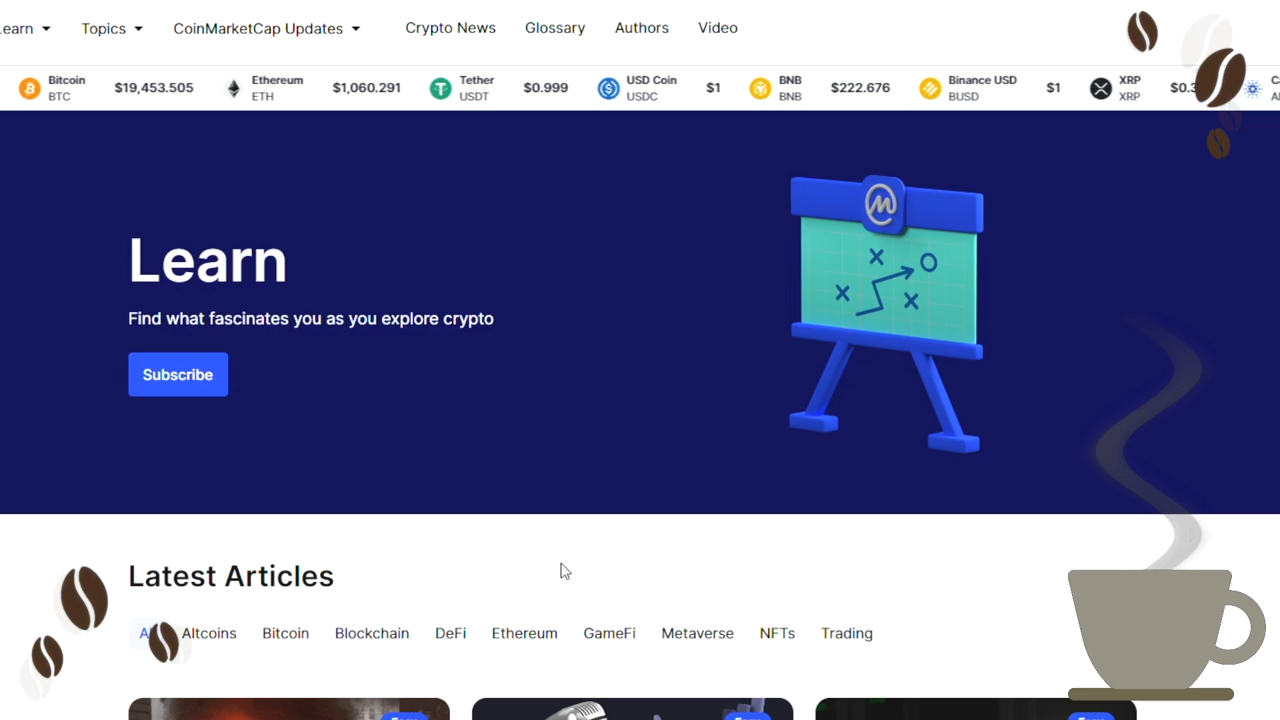 Topics
CoinMarketCap Updates
Crypto News
Glossary
Authors
Video
Bitcoin
BTC
$19,453.505
Ethereum
ETH
$1,060.291
Tether
USDT
$0.999
USD Coin
USDC
$1
BNB
BNB
$222.676
Binance USD
BUSD
$1
XRP
XRP
Learn
Find what fascinates you as you explore crypto
Subscribe
Latest Articles
Altcoins
Bitcoin
Blockchain
DeFi
Ethereum
GameFi
Metaverse
NFTs
Trading